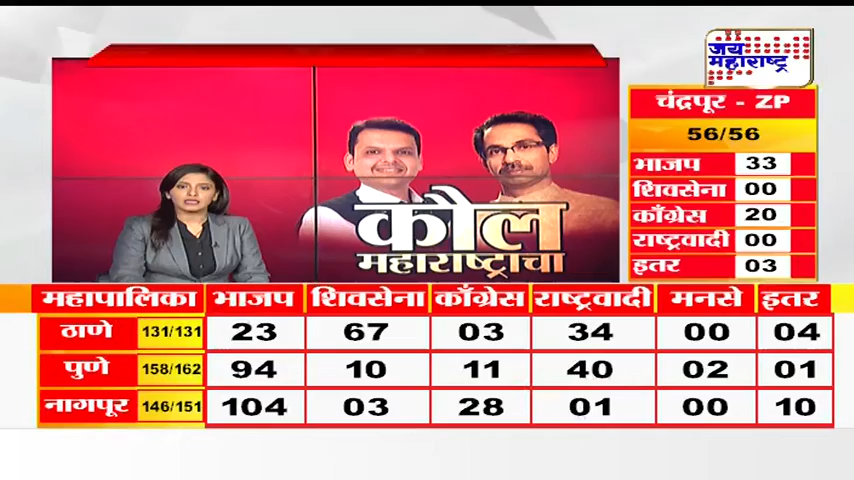 जय
महाराष्ट्र
चंद्रपूर - ZP
56/56
भाजप 33
शिवसेना 00
काँग्रेस 20
राष्ट्रवादी 00
इतर 03
कौल
महाराष्ट्राचा
महापालिका भाजप शिवसेना काँग्रेस राष्ट्रवादी मनसे इतर
ठाणे 131/131 23 67 03 34 00 04
पुणे 158/162 94 10 11 40 02 01
नागपूर 146/151 104 03 28 01 00 10